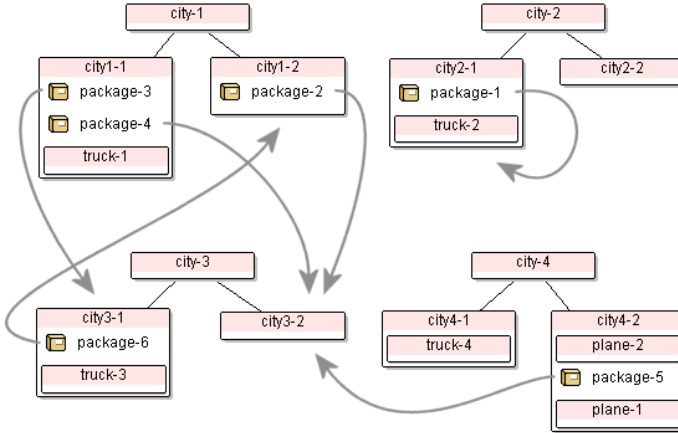 city-1
city-2
city1-1
city1-2
city2-1
city2-2
package-3
package-2
package-1
package-4
truck-2
truck-1
city-3
city-4
city3-1
city3-2
city4-1
city4-2
package-6
truck-4
plane-2
truck-3
package-5
plane-1